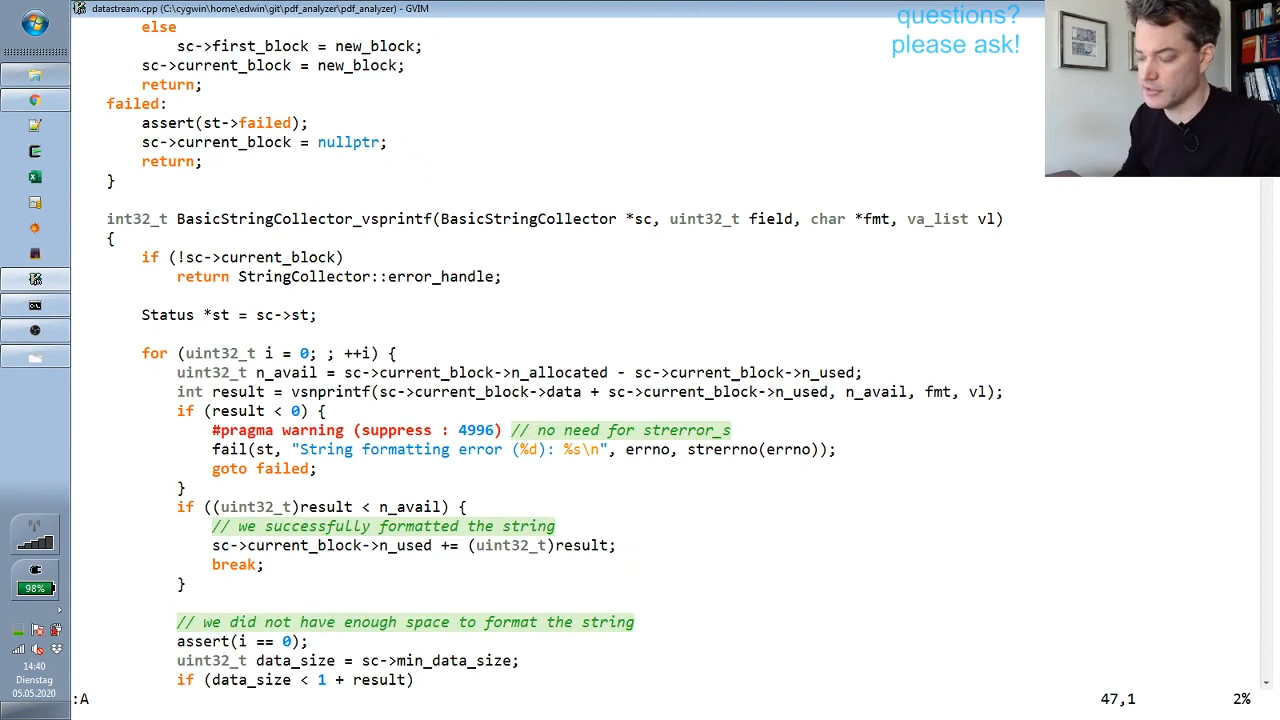 datastream.cpp (C:\cygwin\home\edwin\git\pdf_analyzer\pdf_analyzer) - GVIM
questions?
please ask!
else
sc->first_block = new_block;
sc->current_block = new_block;
return;
failed:
assert(st->failed);
sc->current_block = nullptr;
return;
}
int32_t BasicStringCollector_vsprintf(BasicStringCollector *sc, uint32_t field, char *fmt, va_list vl)
{
if (!sc->current_block)
return StringCollector::error_handle;
Status *st = sc->st;
for (uint32_t i = 0; ; ++i) {
uint32_t n_avail = sc->current_block->n_allocated - sc->current_block->n_used;
int result = vsnprintf(sc->current_block->data + sc->current_block->n_used, n_avail, fmt, vl);
if (result < 0) {
#pragma warning (suppress : 4996) // no need for strerror_s
fail(st, "String formatting error (%d): %s\n", errno, strerrno(errno));
goto failed;
}
if ((uint32_t)result < n_avail) {
// we successfully formatted the string
sc->current_block->n_used += (uint32_t)result;
break;
}
// we did not have enough space to format the string
assert(i == 0);
uint32_t data_size = sc->min_data_size;
if (data_size < 1 + result)
:A
47,1
2%
98%
14:40
Dienstag
05.05.2020